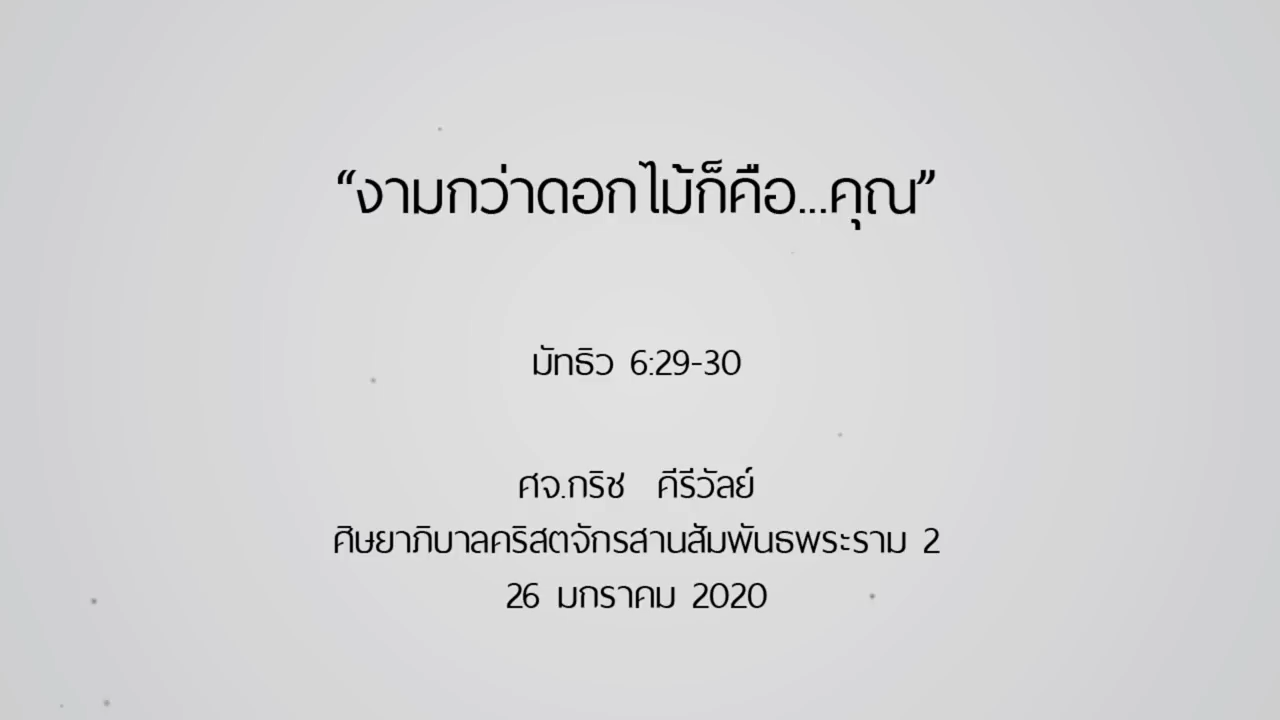 “งามกว่าดอกไม้ก็คือ...คุณ”
มัทธิว 6:29-30
ศจ.กริช คีรีวัลย์
ศิษยาภิบาลคริสตจักรสานสัมพันธพระราม 2
26 มกราคม 2020